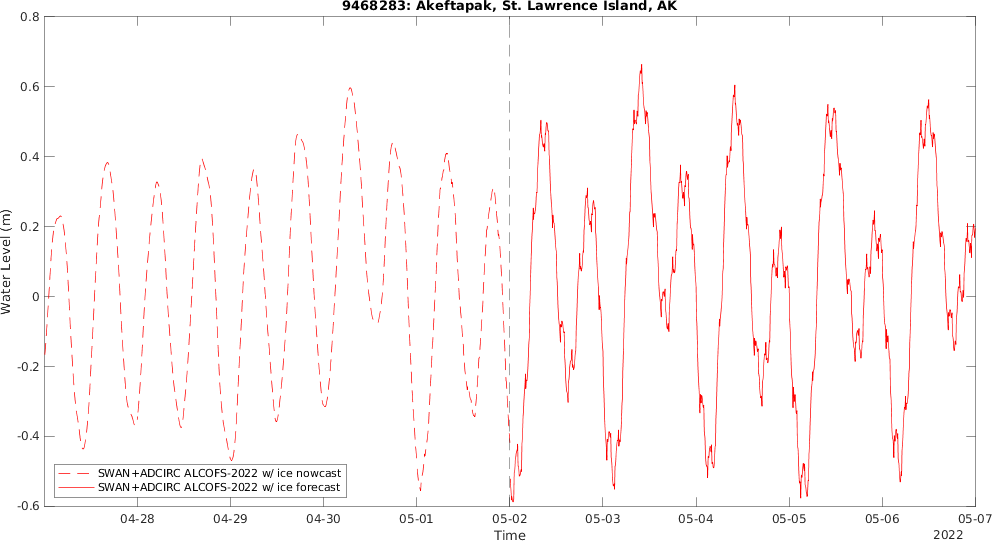 9468283: Akeftapak, St. Lawrence Island, AK
0.8
0.6
0.4
0.2
0
-0.2
-0.4
-0.6
Water Level (m)
SWAN+ADCIRC ALCOFS-2022 w/ ice nowcast
SWAN+ADCIRC ALCOFS-2022 w/ ice forecast
04-28 04-29 04-30 05-01 05-02 05-03 05-04 05-05 05-06 05-07
Time
2022